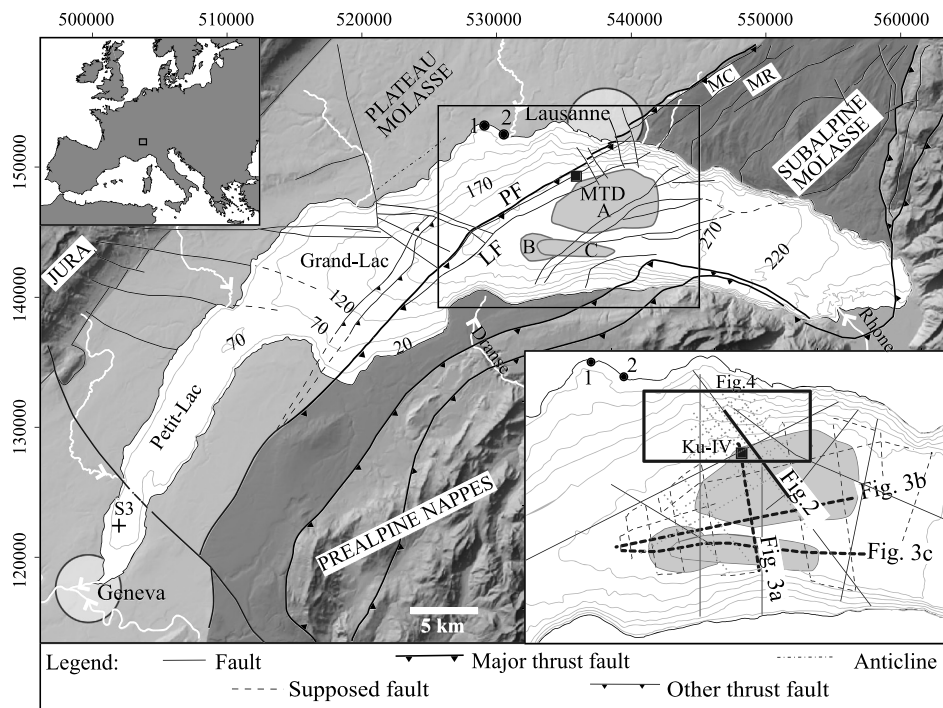 500000 510000 520000 530000 540000 550000 560000
150000
140000
130000
120000
PLATEAU
MOLASSE
Lausanne
1
2
MC
MR
SUBALPINE
MOLASSE
170
PF
MTD
A
LF
B
C
270
220
JURA
Grand-Lac
120
70
70
20
Rhone
Dranse
Petit-Lac
S3
Geneva
PREALPINE NAPPES
5 km
1
2
Fig.4
Ku-IV
Fig.2
Fig. 3b
Fig. 3c
Fig. 3a
Legend: Fault Major thrust fault Anticline
Supposed fault Other thrust fault